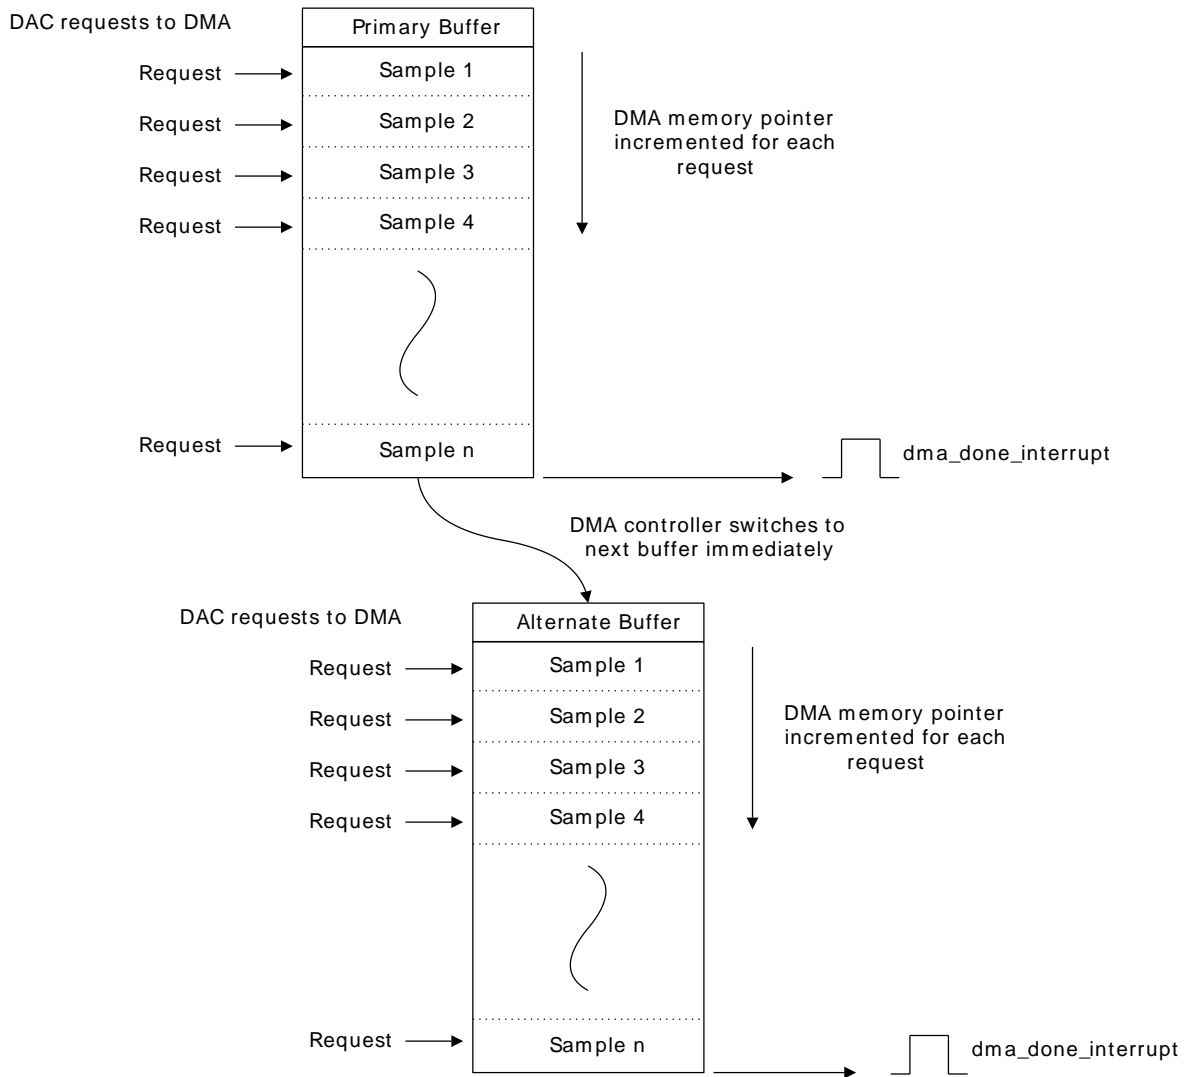 DAC requests to DMA
Primary Buffer
Request
Sample 1
Request
Sample 2
Request
Sample 3
Request
Sample 4
DMA memory pointer
incremented for each
request
Request
Sample n
dma_done_interrupt
DMA controller switches to
next buffer immediately
DAC requests to DMA
Alternate Buffer
Request
Sample 1
Request
Sample 2
Request
Sample 3
Request
Sample 4
DMA memory pointer
incremented for each
request
Request
Sample n
dma_done_interrupt